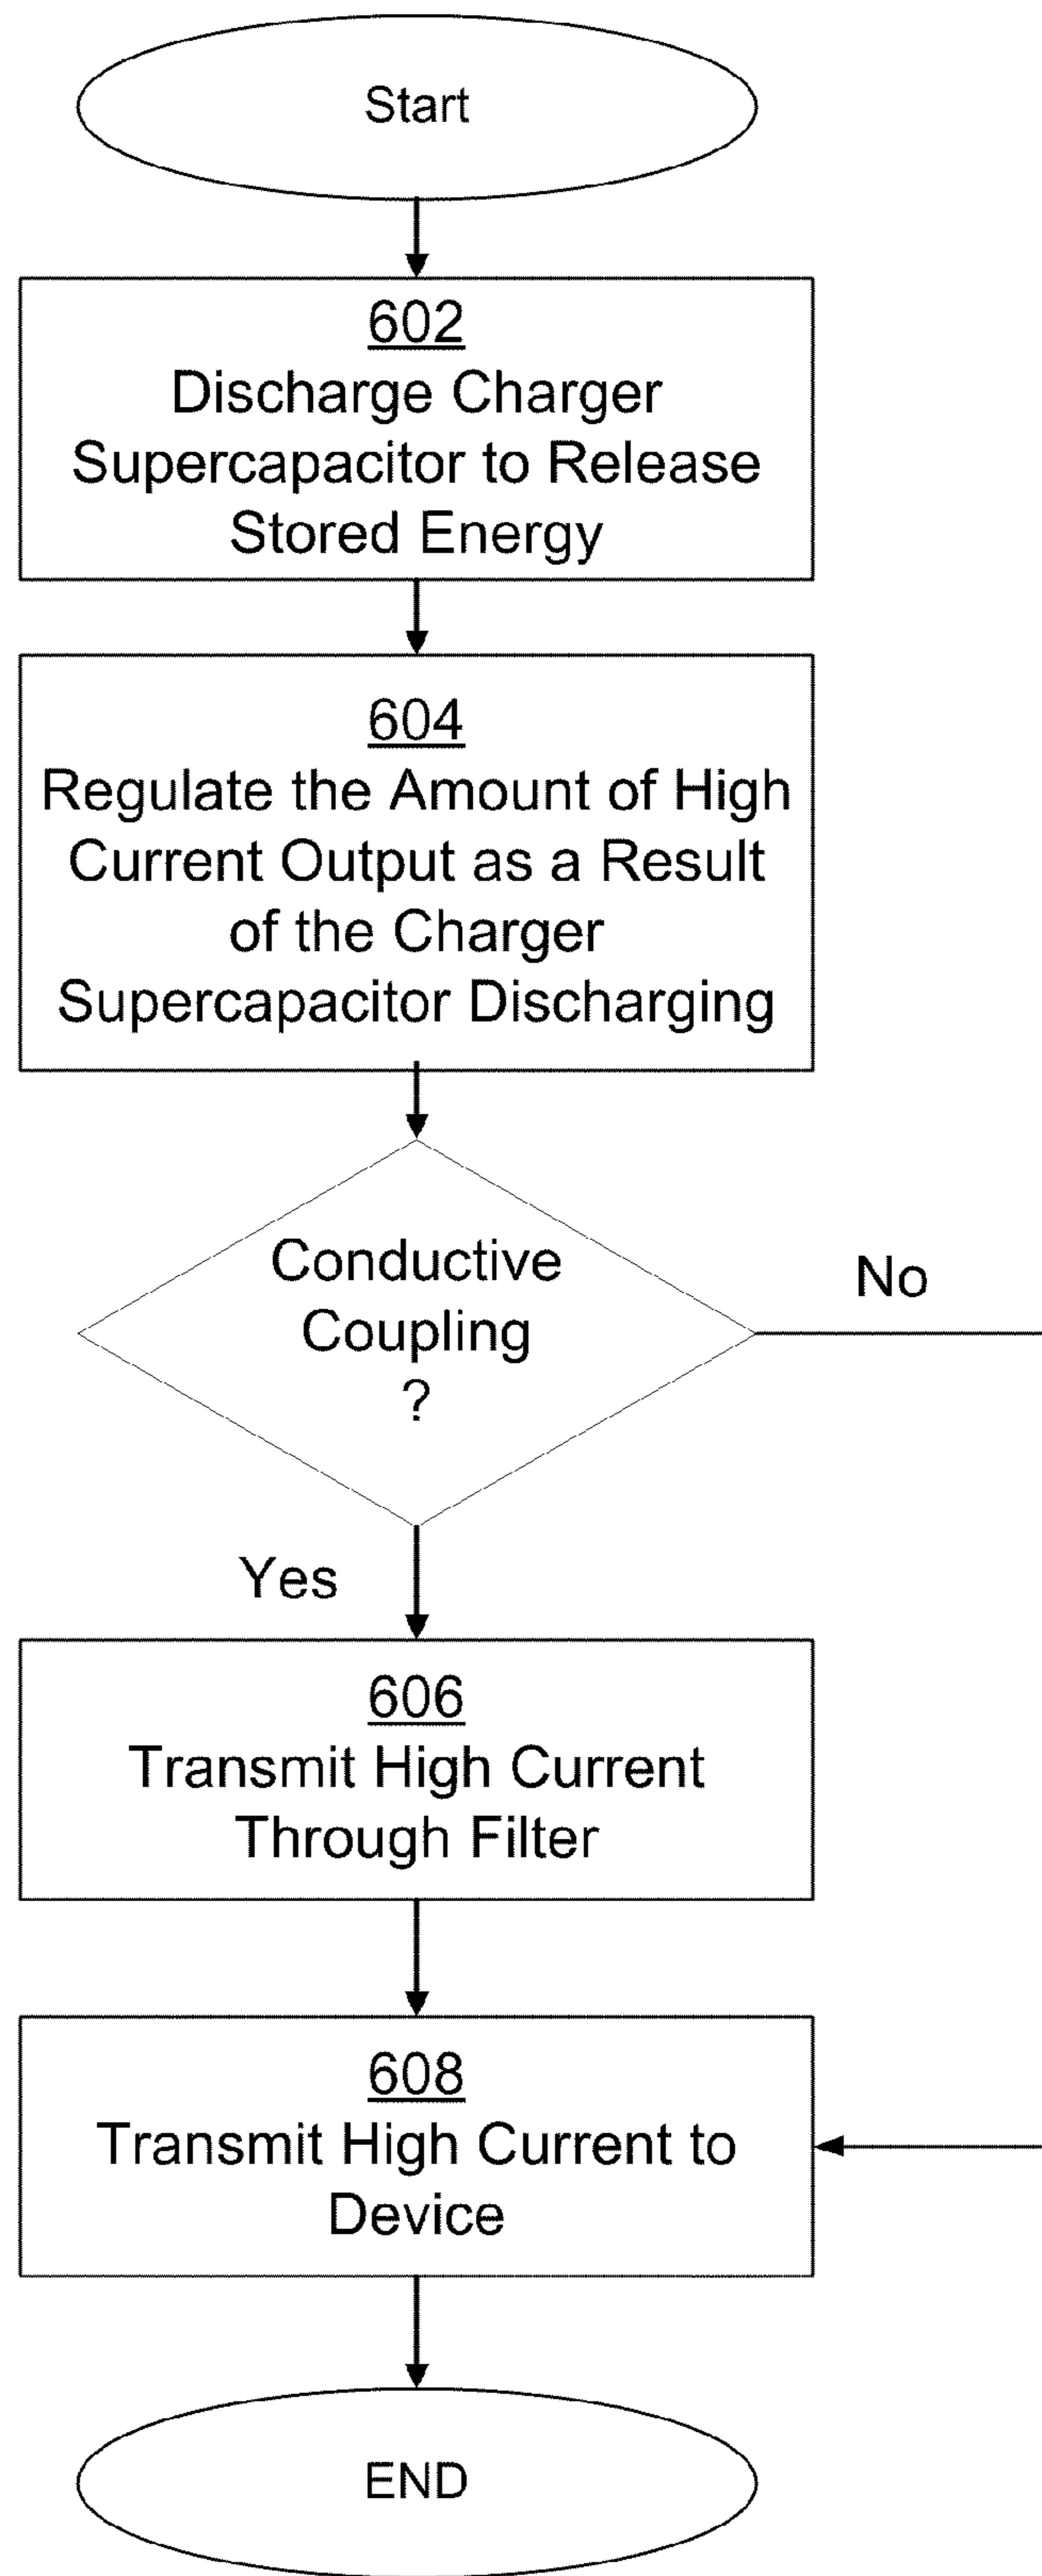 Start
602
Discharge Charger
Supercapacitor to Release
Stored Energy
604
Regulate the Amount of High
Current Output as a Result
of the Charger
Supercapacitor Discharging
Conductive
Coupling
?
No
Yes
606
Transmit High Current
Through Filter
608
Transmit High Current to
Device
END